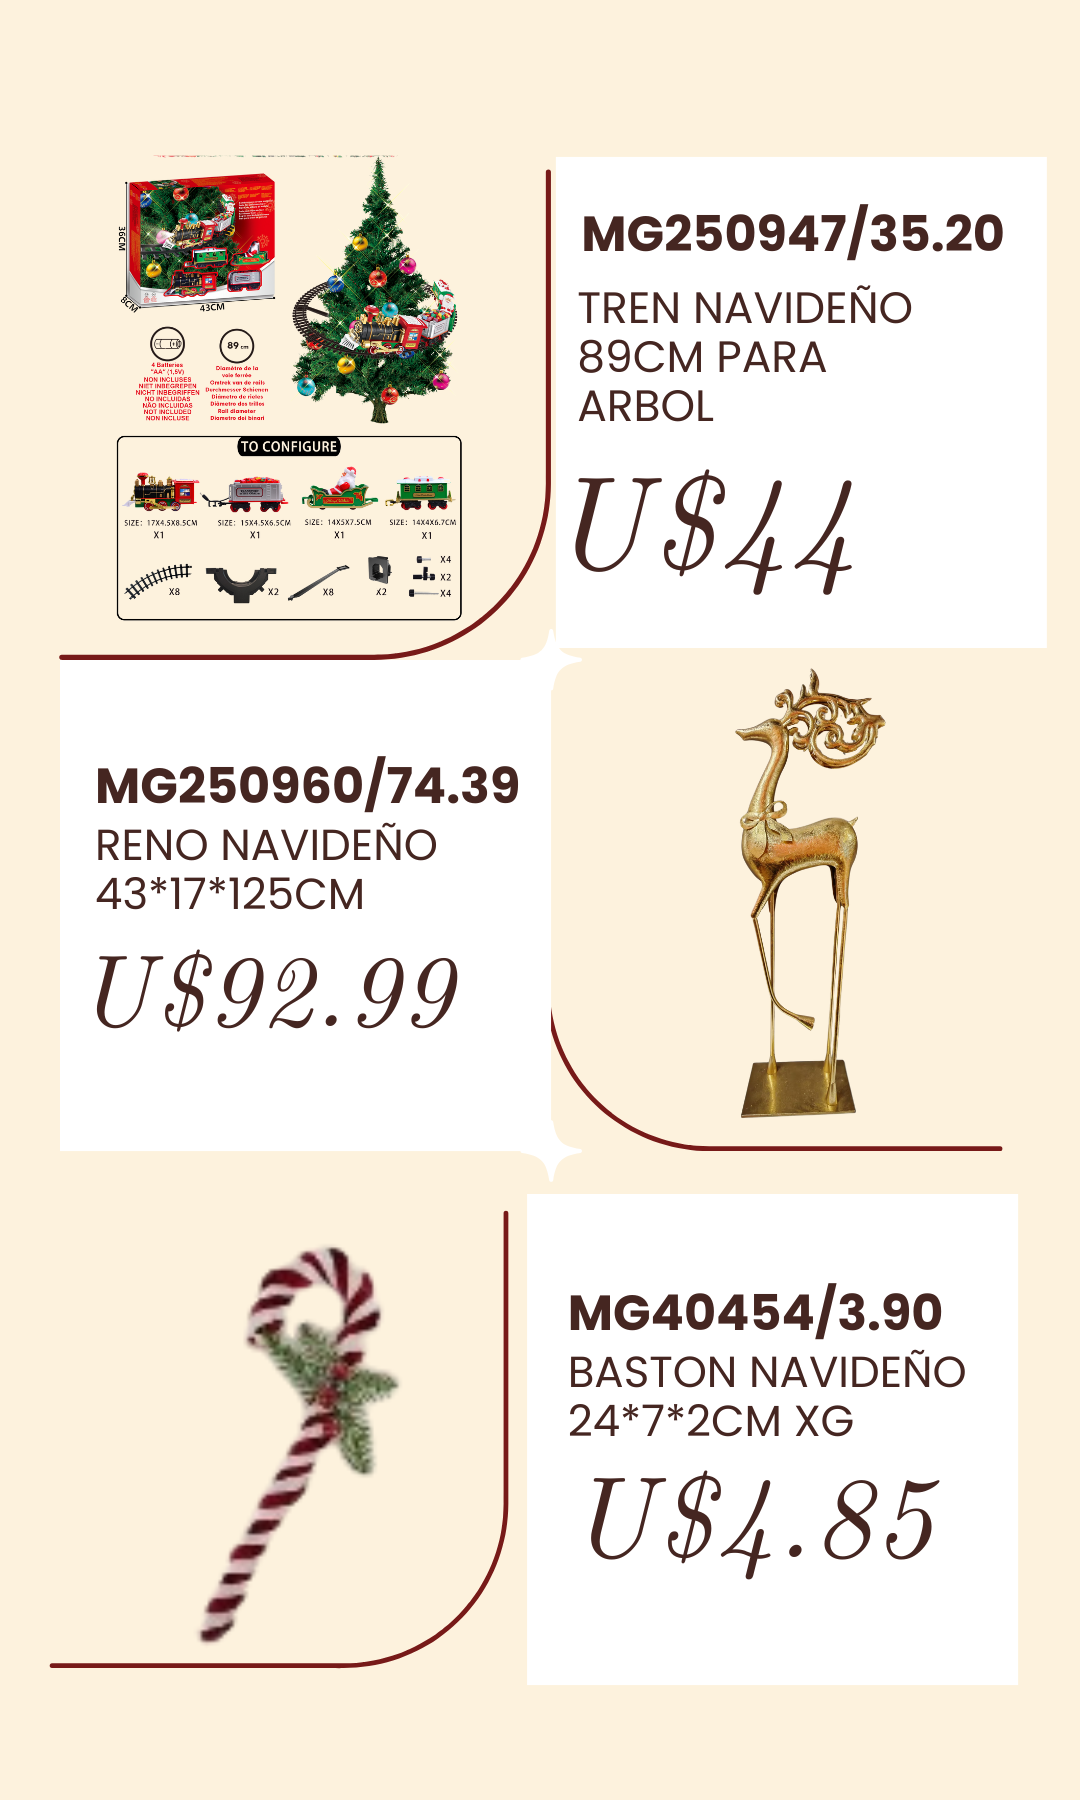 36CM
8CM
43CM
89 cm
4 Batteries
"AA" (1,5V)
NON INCLUSES
NIET INBEGREPEN
NICHT INBEGRIFFEN
NO INCLUIDAS
NÃO INCLUIDAS
NOT INCLUDED
NON INCLUSE
Diamètre de la
voie ferrée
Omtrek van de rails
Durchmesser Schienen
Diámetro de rieles
Diâmetro dos trilhos
Rail diameter
Diametro dei binari
TO CONFIGURE
SIZE: 17X4.5X8.5CM
X1
SIZE: 15X4.5X6.5CM
X1
SIZE: 14X5X7.5CM
X1
SIZE: 14X4X6.7CM
X1
X8
X2
X8
X2
X4
X2
X4
MG250947/35.20
TREN NAVIDEÑO
89CM PARA
ARBOL
U$44
MG250960/74.39
RENO NAVIDEÑO
43*17*125CM
U$92.99
MG40454/3.90
BASTON NAVIDEÑO
24*7*2CM XG
U$4.85